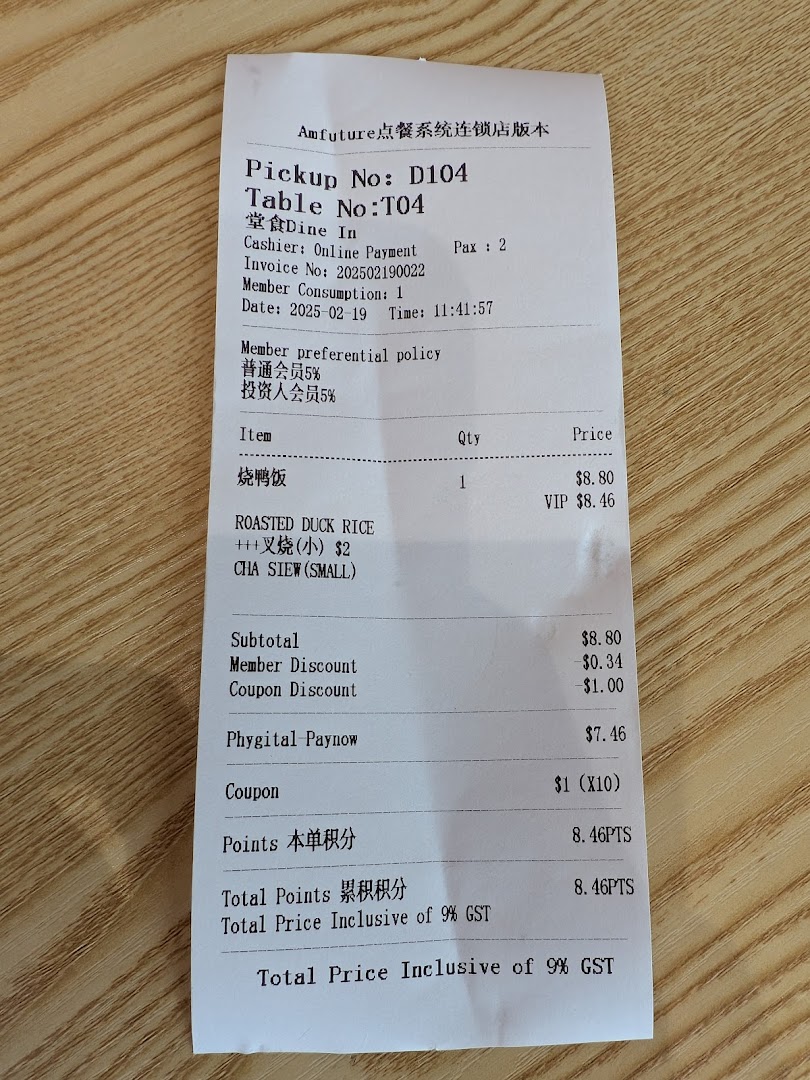 Amfuture点餐系统连锁店版本
Pickup No: D104
Table No:T04
堂食Dine In
Cashier: Online Payment Pax : 2
Invoice No: 202502190022
Member Consumption: 1
Date: 2025-02-19 Time: 11:41:57
Member preferential policy
普通会员5%
投资人会员5%
Item Qty Price
烧鸭饭 1 $8.80
VIP $8.46
ROASTED DUCK RICE
+++叉烧(小) $2
CHA SIEW(SMALL)
Subtotal $8.80
Member Discount -$0.34
Coupon Discount -$1.00
Phygital-Paynow $7.46
Coupon $1 (X10)
Points 本单积分 8.46PTS
Total Points 累积积分 8.46PTS
Total Price Inclusive of 9% GST
Total Price Inclusive of 9% GST